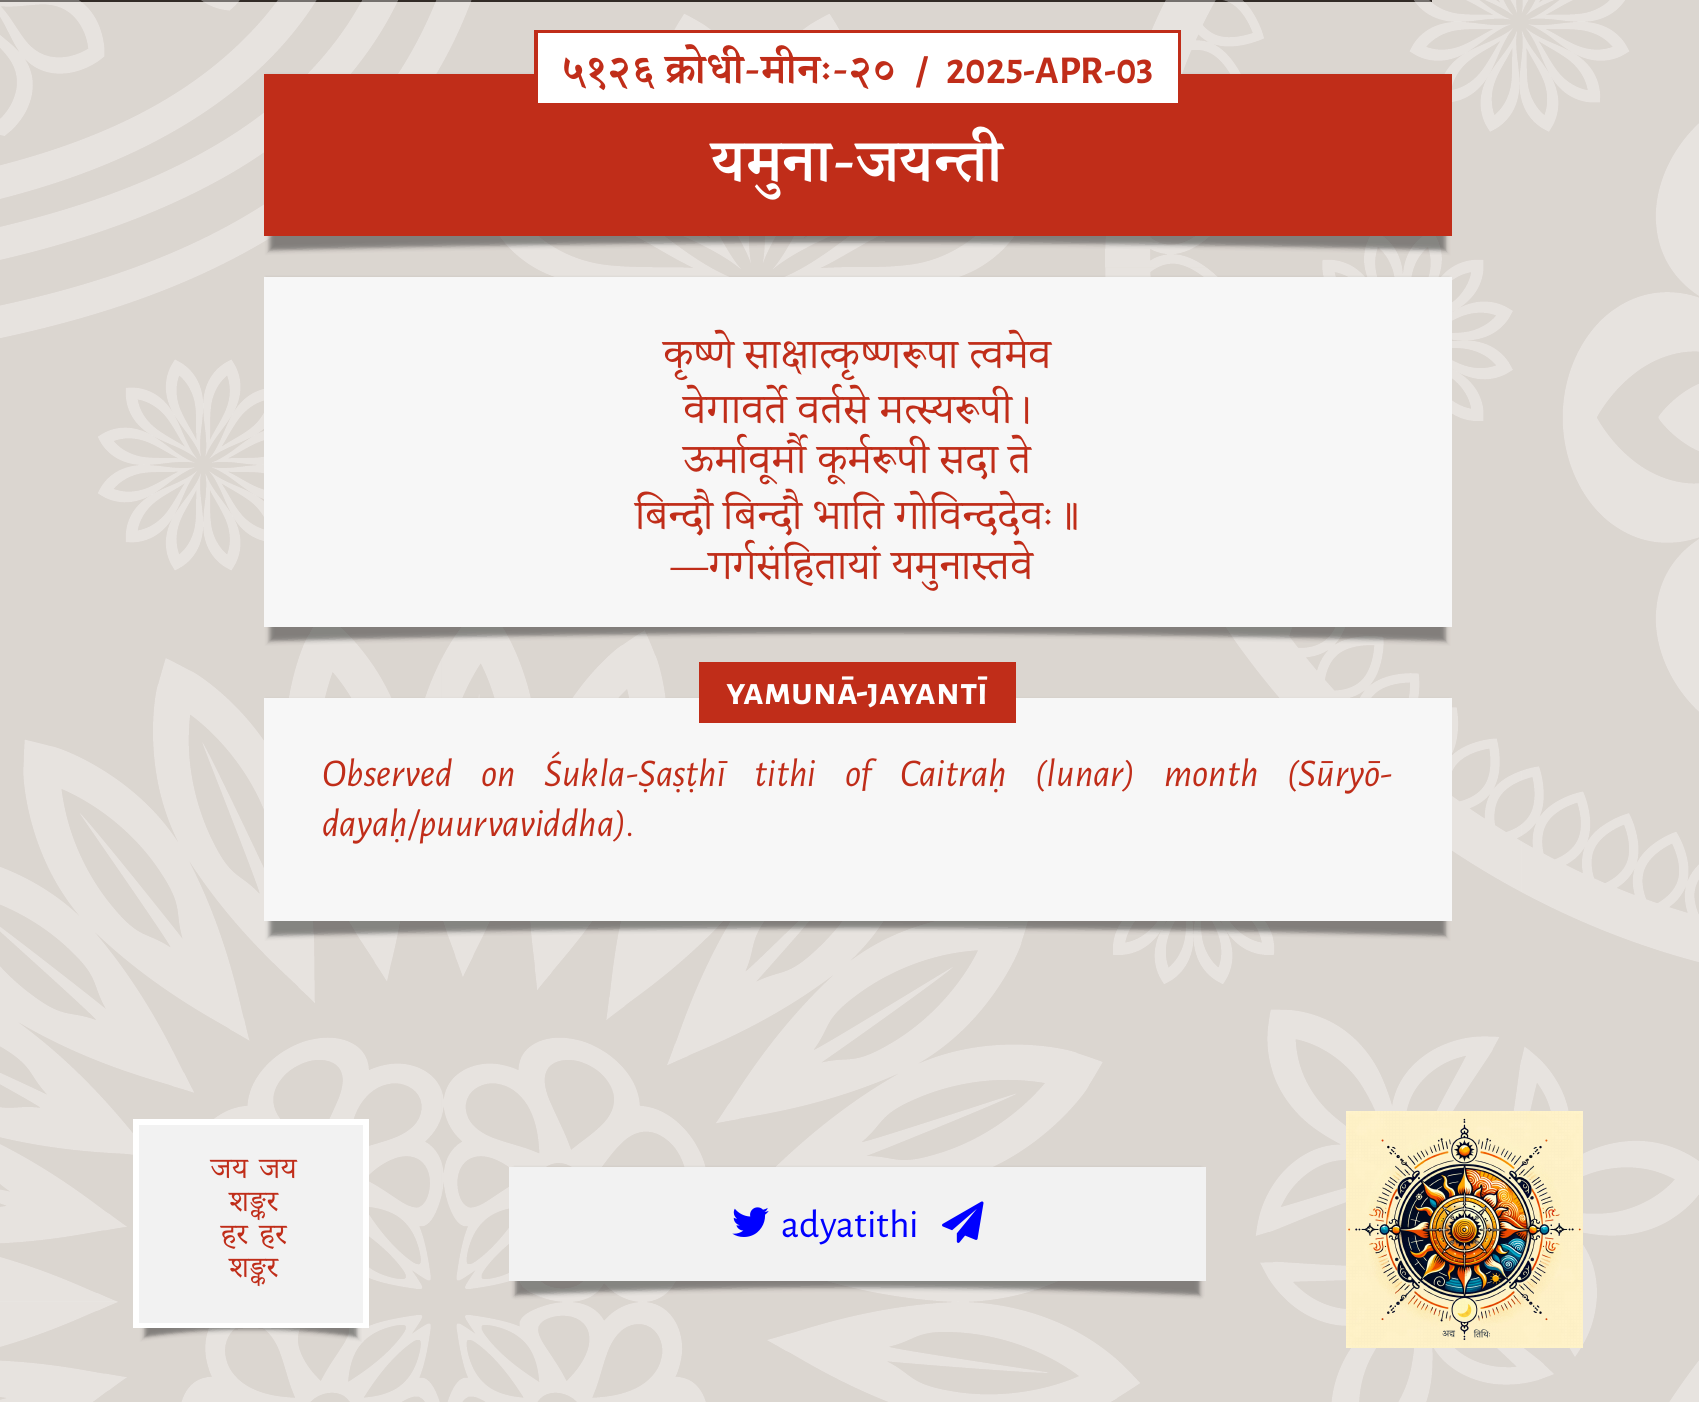 ५१२६ क्रोधी-मीनः-२० / 2025-APR-03
यमुना-जयन्ती
कृष्णे साक्षात्कृष्णरूपा त्वमेव
वेगावर्ते वर्तसे मत्स्यरूपी।
ऊर्मावूर्मौ कूर्मरूपी सदा ते
बिन्दौ बिन्दौ भाति गोविन्ददेवः॥
—गर्गसंहितायां यमुनास्तवे
YAMUNĀ-JAYANTĪ
Observed on Śukla-Ṣaṣṭhī tithi of Caitraḥ (lunar) month (Sūryō-
dayaḥ/puurvaviddha).
जय जय
शङ्कर
हर हर
शङ्कर
adyatithi
अद्य तिथिः